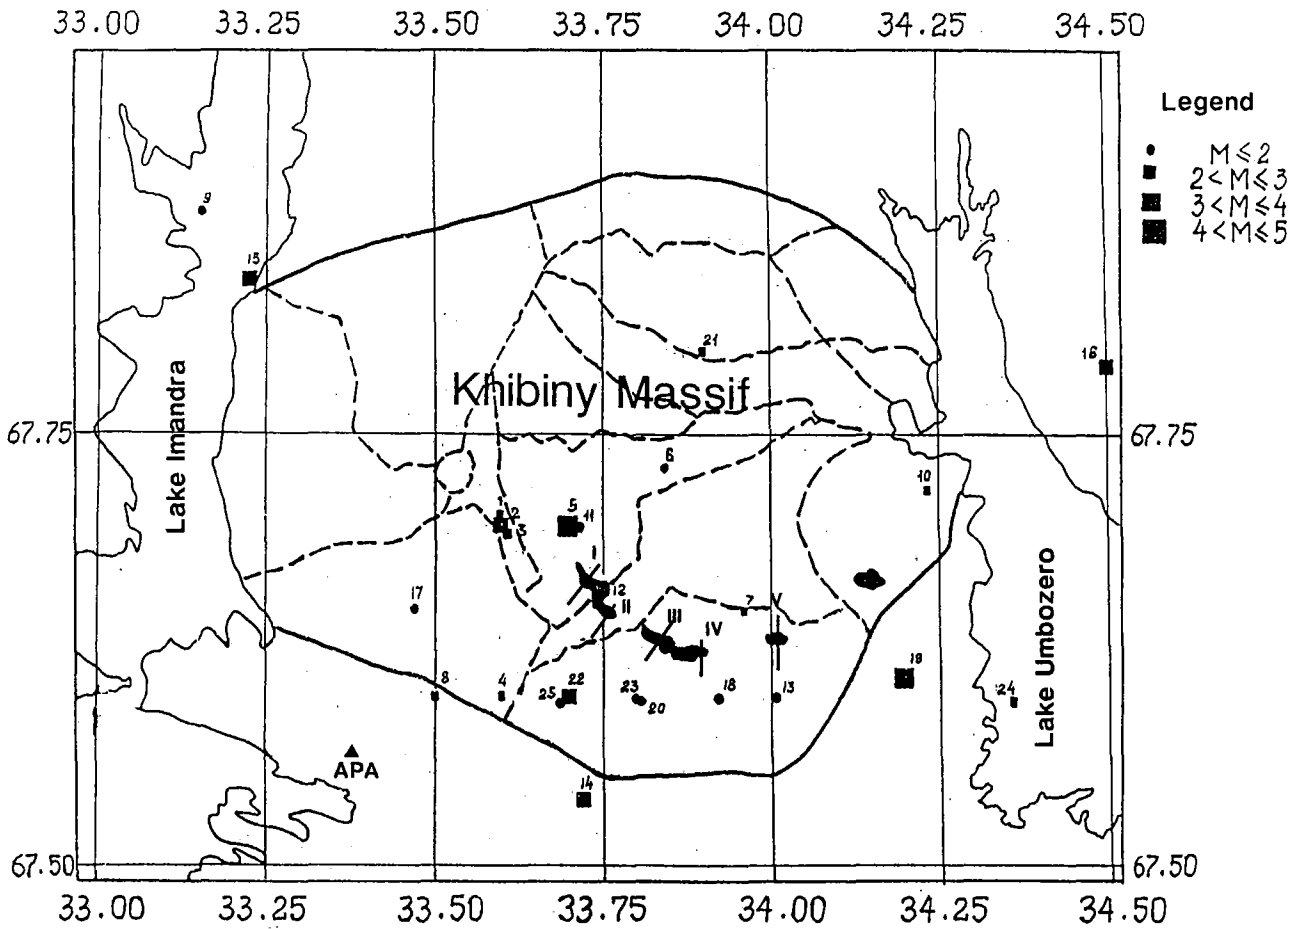 33.00 33.25 33.50 33.75 34.00 34.25 34.50
Legend
M ⩽ 2
2 < M ⩽ 3
3 < M ⩽ 4
4 < M ⩽ 5
9
15
21
16
Khibiny Massif
Lake Imandra
67.75 67.75
6
10
1
2
3
5
11
I
12
II
17
III
IV
7
V
19
8
4
22
25
23
20
18
13
24
Lake Umbozero
APA
14
67.50 67.50
33.00 33.25 33.50 33.75 34.00 34.25 34.50